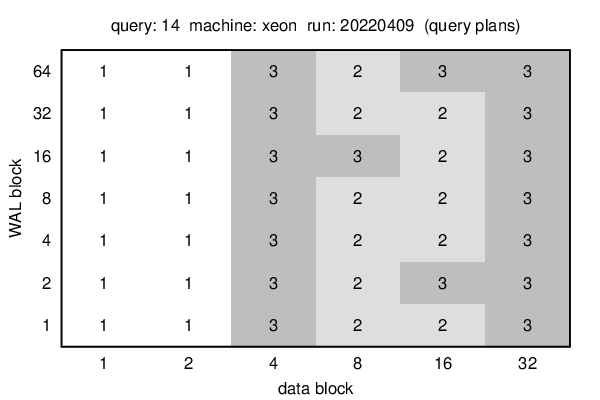 query: 14 machine: xeon run: 20220409 (query plans)
64 1 1 3 2 3 3
32 1 1 3 2 2 3
16 1 1 3 3 2 3
8 1 1 3 2 2 3
4 1 1 3 2 2 3
2 1 1 3 2 3 3
1 1 1 3 2 2 3
WAL block
1 2 4 8 16 32
data block